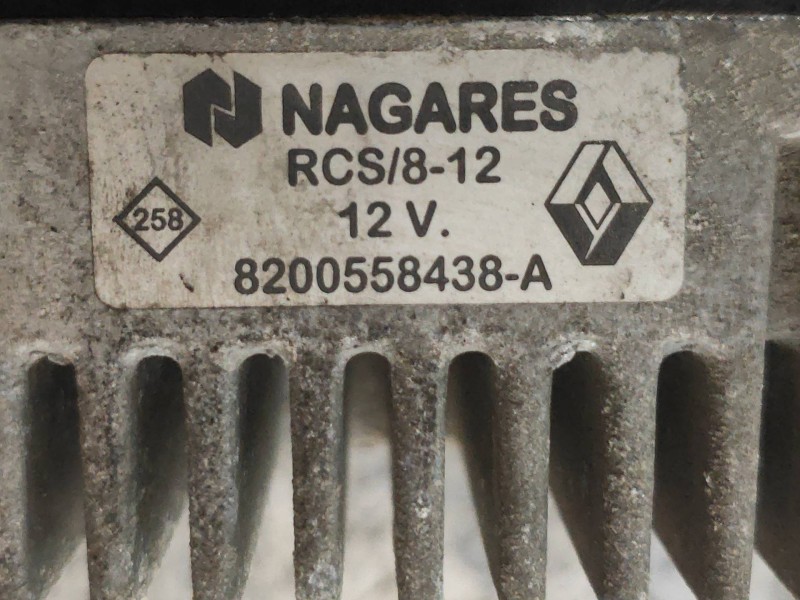 NAGARES
RCS/8-12
258
12 V.
8200558438-A